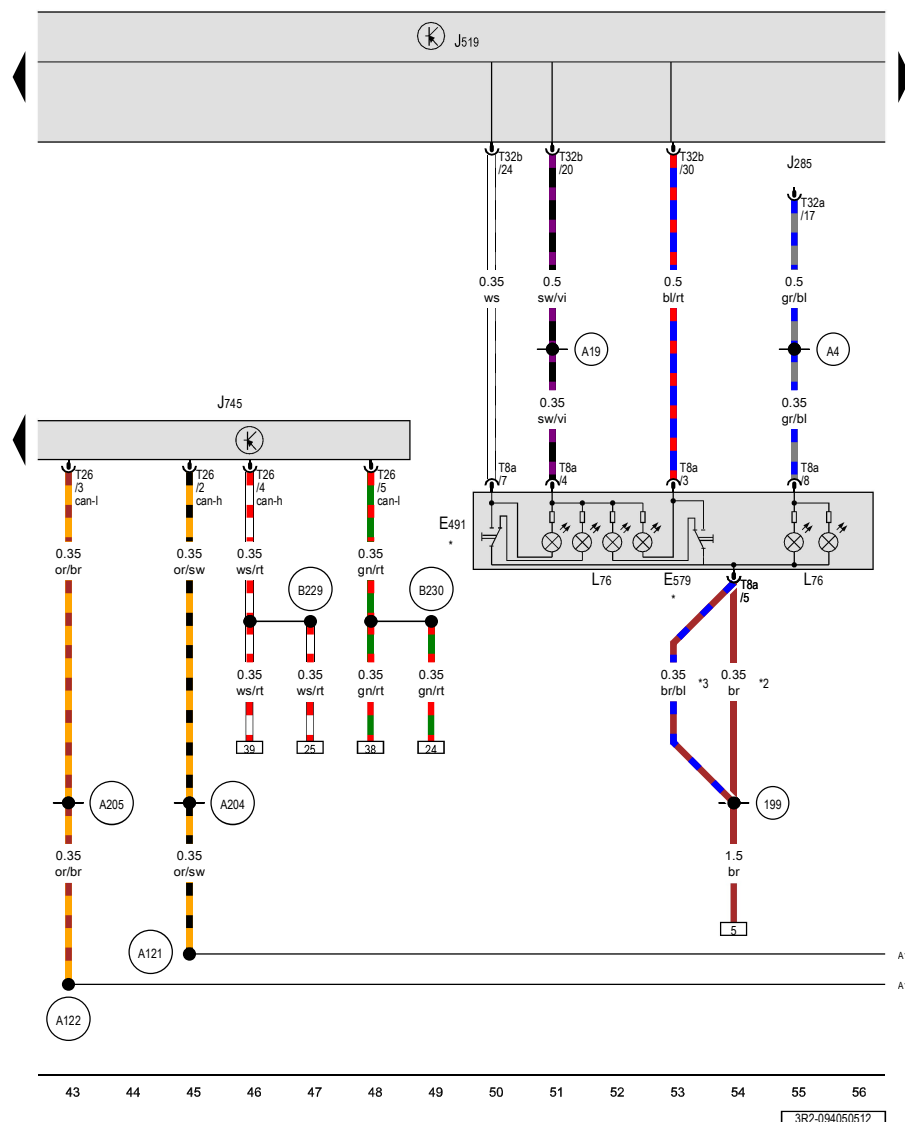 J519
T32b
/24
T32b
/20
T32b
/30
J285
T32a
/17
0.35
ws
0.5
sw/vi
0.5
bl/rt
0.5
gr/bl
A19
A4
0.35
sw/vi
0.35
gr/bl
J745
T26
/3
can-l
T26
/2
can-h
T26
/4
can-h
T26
/5
can-l
T8a
/7
T8a
/4
T8a
/3
T8a
/8
E491
*
L76
E579
*
L76
T8a
/5
0.35
or/br
0.35
or/sw
0.35
ws/rt
0.35
gn/rt
B229
B230
0.35
ws/rt
0.35
ws/rt
0.35
gn/rt
0.35
gn/rt
0.35
br/bl
*3
0.35
br
*2
39
25
38
24
A205
A204
199
0.35
or/br
0.35
or/sw
1.5
br
5
A121
A122
43 44 45 46 47 48 49 50 51 52 53 54 55 56
3R2-094050512